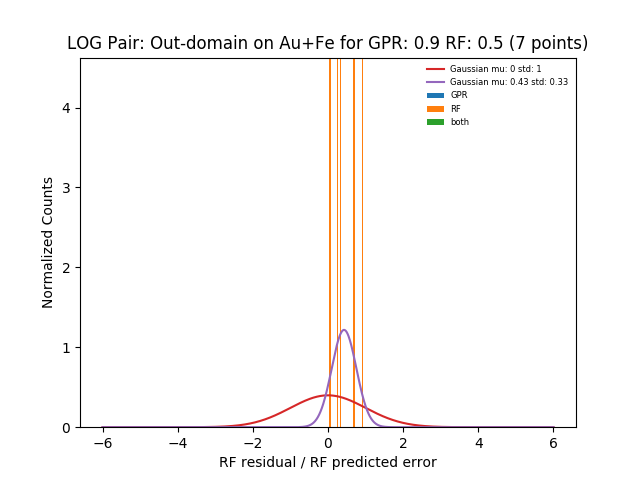 LOG Pair: Out-domain on Au+Fe for GPR: 0.9 RF: 0.5 (7 points)
Gaussian mu: 0 std: 1
Gaussian mu: 0.43 std: 0.33
GPR
RF
both
Normalized Counts
4
3
2
1
0
−6 −4 −2 0 2 4 6
RF residual / RF predicted error